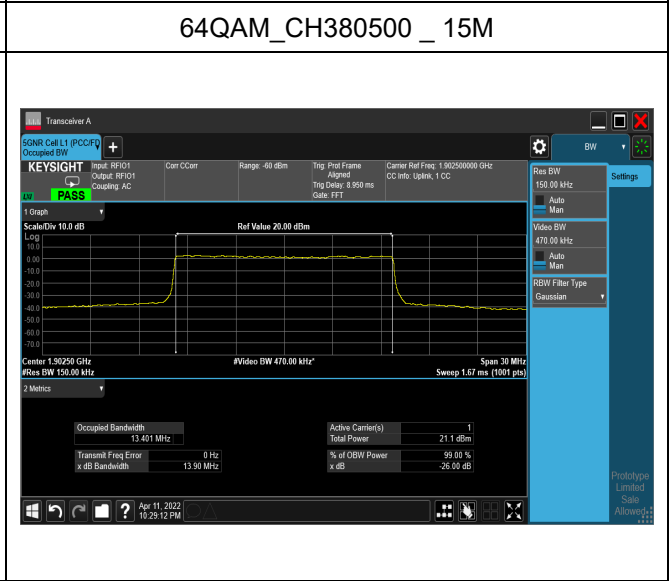 64QAM_CH380500 _ 15M
Transceiver A
5GNR Cell L1 (PCC/FD
Occupied BW
KEYSIGHT
Input: RFIO1
Output: RFIO1
Coupling: AC
Corr CCorr
Range: -60 dBm
Trig: Prot Frame
Aligned
Trig Delay: 8.950 ms
Gate: FFT
Carrier Ref Freq: 1.902500000 GHz
CC Info: Uplink, 1 CC
PASS
1 Graph
Scale/Div 10.0 dB
Ref Value 20.00 dBm
Log
10.0
0.00
-10.0
-20.0
-30.0
-40.0
-50.0
-60.0
-70.0
Center 1.90250 GHz
#Video BW 470.00 kHz*
Span 30 MHz
#Res BW 150.00 kHz
Sweep 1.67 ms (1001 pts)
2 Metrics
Occupied Bandwidth
13.401 MHz
Transmit Freq Error 0 Hz
x dB Bandwidth 13.90 MHz
Active Carrier(s) 1
Total Power 21.1 dBm
% of OBW Power 99.00 %
x dB -26.00 dB
Apr 11, 2022
10:29:12 PM
BW
Settings
Res BW
150.00 kHz
Auto
Man
Video BW
470.00 kHz
Auto
Man
RBW Filter Type
Gaussian
Prototype
Limited
Sale
Allowed